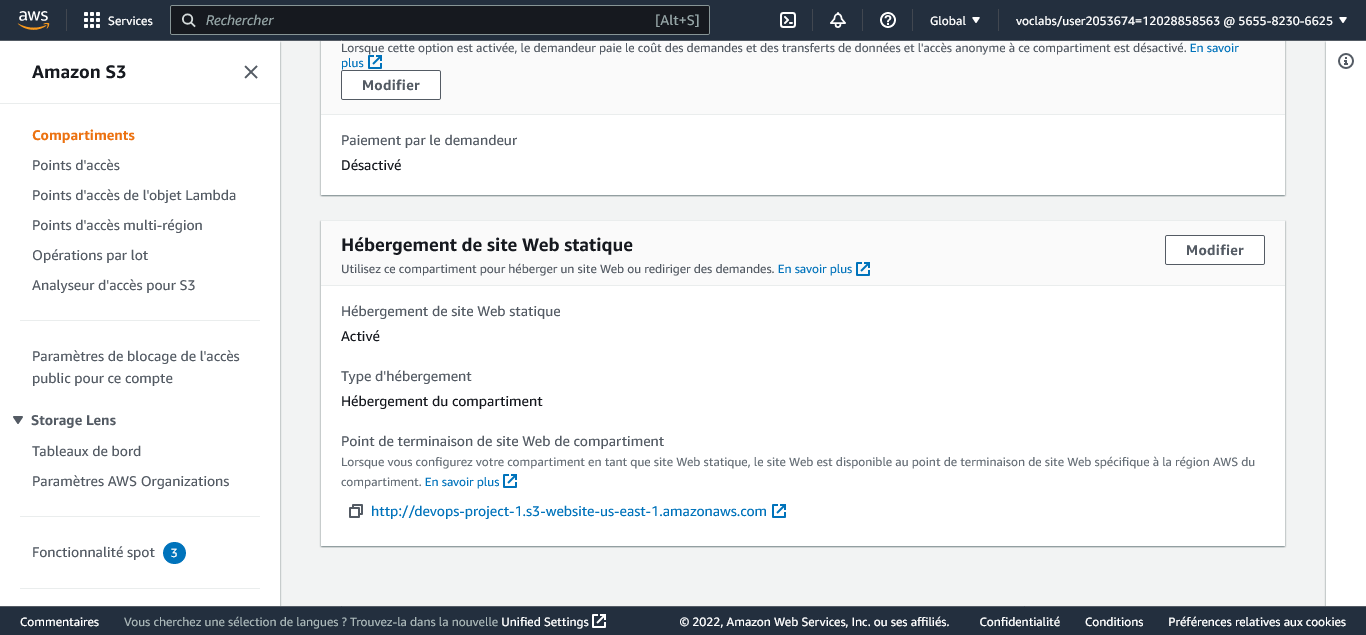 aws
Services
Rechercher
[Alt+S]
Global
voclabs/user2053674=12028858563 @ 5655-8230-6625
Amazon S3
Compartiments
Points d'accès
Points d'accès de l'objet Lambda
Points d'accès multi-région
Opérations par lot
Analyseur d'accès pour S3
Paramètres de blocage de l'accès
public pour ce compte
Storage Lens
Tableaux de bord
Paramètres AWS Organizations
Fonctionnalité spot 3
Lorsque cette option est activée, le demandeur paie le coût des demandes et des transferts de données et l'accès anonyme à ce compartiment est désactivé. En savoir
plus
Modifier
Paiement par le demandeur
Désactivé
Hébergement de site Web statique
Modifier
Utilisez ce compartiment pour héberger un site Web ou rediriger des demandes. En savoir plus
Hébergement de site Web statique
Activé
Type d'hébergement
Hébergement du compartiment
Point de terminaison de site Web de compartiment
Lorsque vous configurez votre compartiment en tant que site Web statique, le site Web est disponible au point de terminaison de site Web spécifique à la région AWS du
compartiment. En savoir plus
http://devops-project-1.s3-website-us-east-1.amazonaws.com
Commentaires
Vous cherchez une sélection de langues ? Trouvez-la dans la nouvelle Unified Settings
© 2022, Amazon Web Services, Inc. ou ses affiliés.
Confidentialité
Conditions
Préférences relatives aux cookies